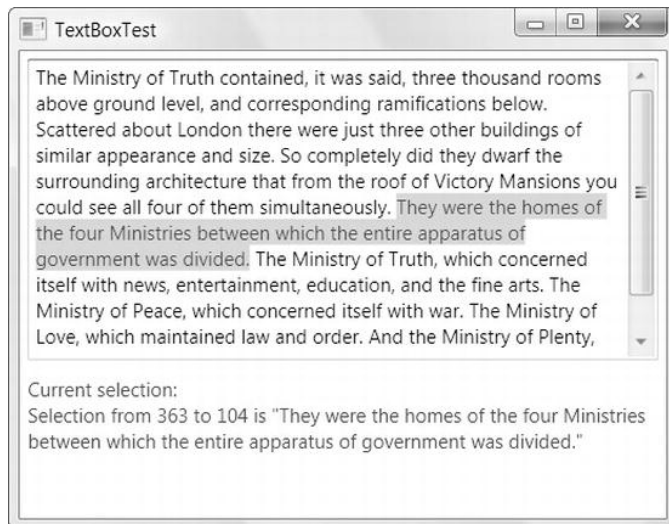 TextBoxTest
The Ministry of Truth contained, it was said, three thousand rooms
above ground level, and corresponding ramifications below.
Scattered about London there were just three other buildings of
similar appearance and size. So completely did they dwarf the
surrounding architecture that from the roof of Victory Mansions you
could see all four of them simultaneously. They were the homes of
the four Ministries between which the entire apparatus of
government was divided. The Ministry of Truth, which concerned
itself with news, entertainment, education, and the fine arts. The
Ministry of Peace, which concerned itself with war. The Ministry of
Love, which maintained law and order. And the Ministry of Plenty,
Current selection:
Selection from 363 to 104 is "They were the homes of the four Ministries
between which the entire apparatus of government was divided."